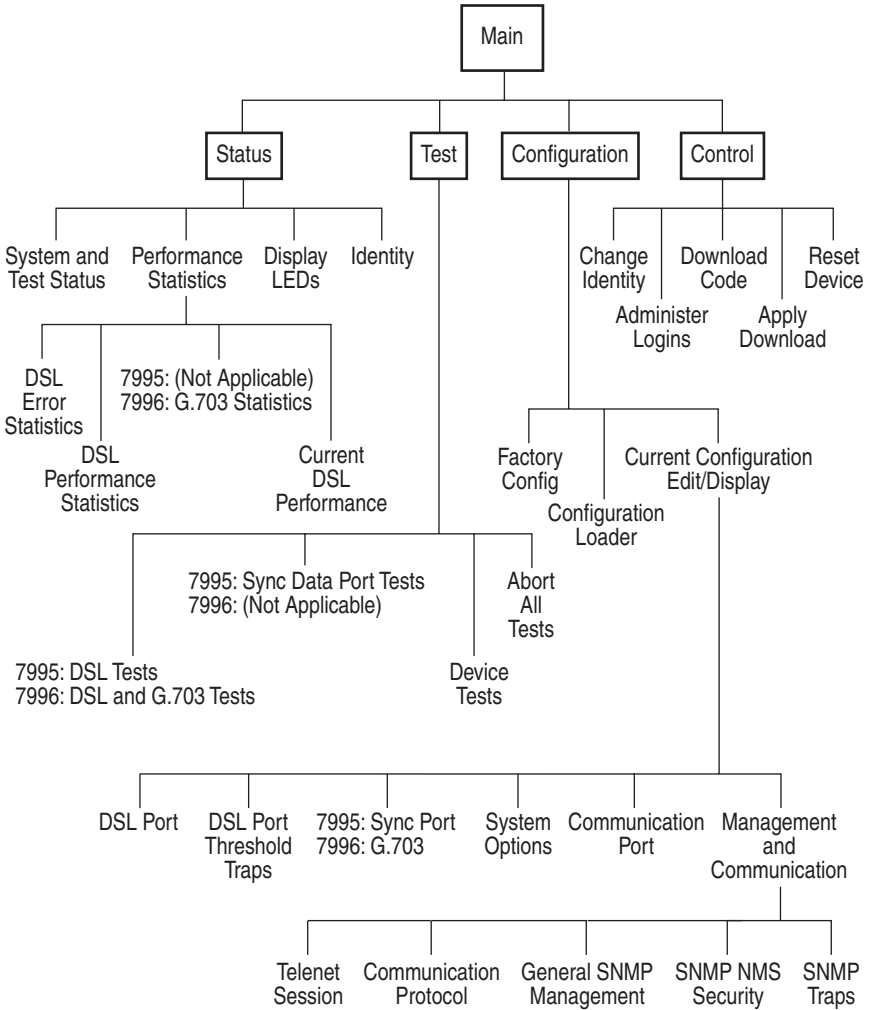 Main
Status
Test
Configuration
Control
System and
Test Status
Performance
Statistics
Display
LEDs
Identity
Change
Identity
Administer
Logins
Download
Code
Apply
Download
Reset
Device
DSL
Error
Statistics
DSL
Performance
Statistics
7995: (Not Applicable)
7996: G.703 Statistics
Current
DSL
Performance
Factory
Config
Configuration
Loader
Current Configuration
Edit/Display
7995: DSL Tests
7996: DSL and G.703 Tests
7995: Sync Data Port Tests
7996: (Not Applicable)
Device
Tests
Abort
All
Tests
DSL Port
DSL Port
Threshold
Traps
7995: Sync Port
7996: G.703
System
Options
Communication
Port
Management
and
Communication
Telenet
Session
Communication
Protocol
General SNMP
Management
SNMP NMS
Security
SNMP
Traps